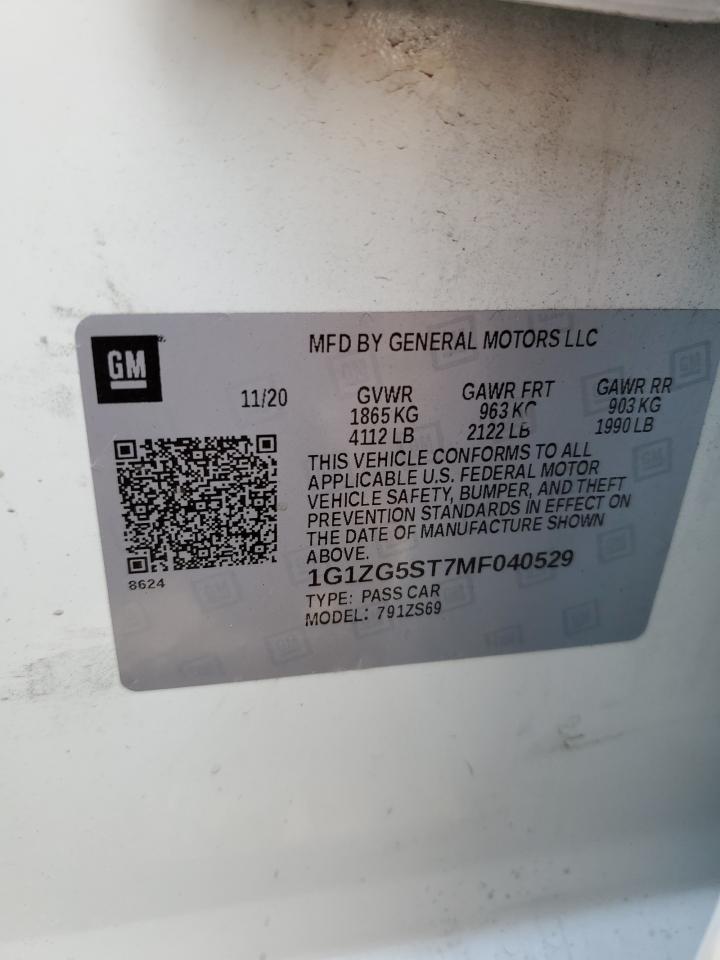 GM
MFD BY GENERAL MOTORS LLC
11/20
GVWR GAWR FRT GAWR RR
1865 KG 963 KG 903 KG
4112 LB 2122 LB 1990 LB
THIS VEHICLE CONFORMS TO ALL
APPLICABLE U.S. FEDERAL MOTOR
VEHICLE SAFETY, BUMPER, AND THEFT
PREVENTION STANDARDS IN EFFECT ON
THE DATE OF MANUFACTURE SHOWN
ABOVE.
8624
1G1ZG5ST7MF040529
TYPE: PASS CAR
MODEL: 791ZS69